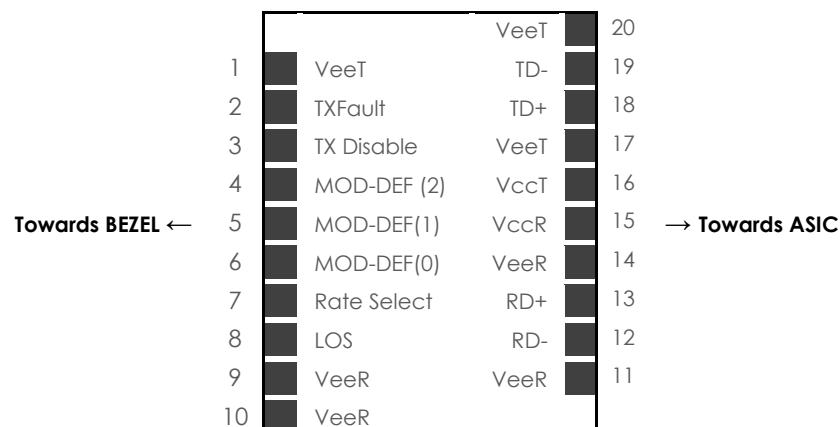 VeeT 20
1 VeeT TD- 19
2 TXFault TD+ 18
3 TX Disable VeeT 17
4 MOD-DEF (2) VccT 16
Towards BEZEL ← 5 MOD-DEF(1) VccR 15 → Towards ASIC
6 MOD-DEF(0) VeeR 14
7 Rate Select RD+ 13
8 LOS RD- 12
9 VeeR VeeR 11
10 VeeR